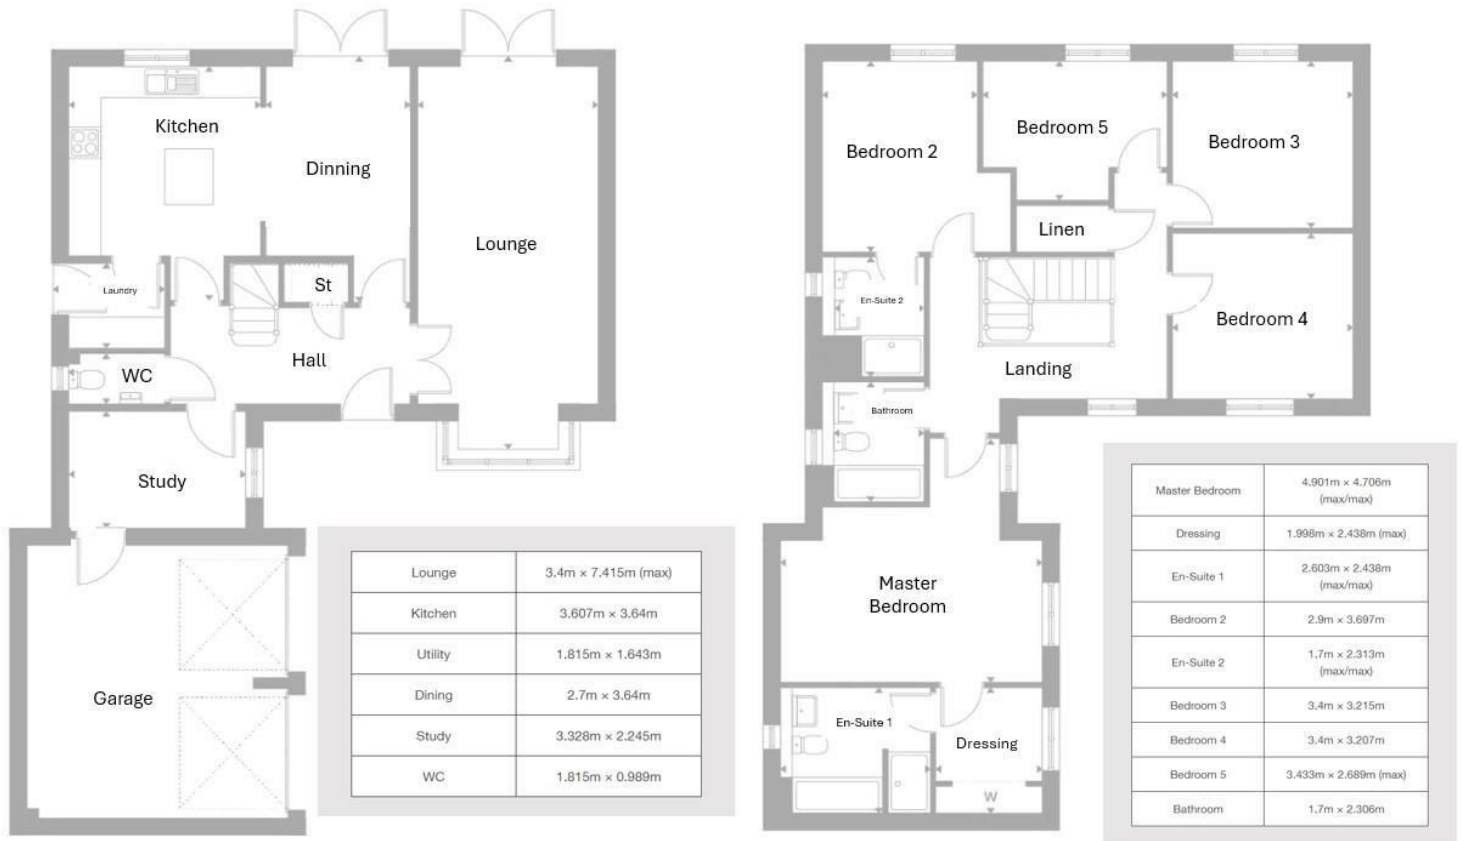 Kitchen
Dinning
Lounge
Laundry
St
Hall
WC
Study
Garage
Lounge 3.4m × 7.415m (max)
Kitchen 3.607m × 3.64m
Utility 1.815m × 1.643m
Dining 2.7m × 3.64m
Study 3.328m × 2.245m
WC 1.815m × 0.989m
Bedroom 2
Bedroom 5
Bedroom 3
Linen
En-Suite 2
Bedroom 4
Landing
Bathroom
Master
Bedroom
En-Suite 1
Dressing
W
Master Bedroom 4.901m × 4.706m
(max/max)
Dressing 1.998m × 2.438m (max)
En-Suite 1 2.603m × 2.438m
(max/max)
Bedroom 2 2.9m × 3.697m
En-Suite 2 1.7m × 2.313m
(max/max)
Bedroom 3 3.4m × 3.215m
Bedroom 4 3.4m × 3.207m
Bedroom 5 3.433m × 2.689m (max)
Bathroom 1.7m × 2.306m